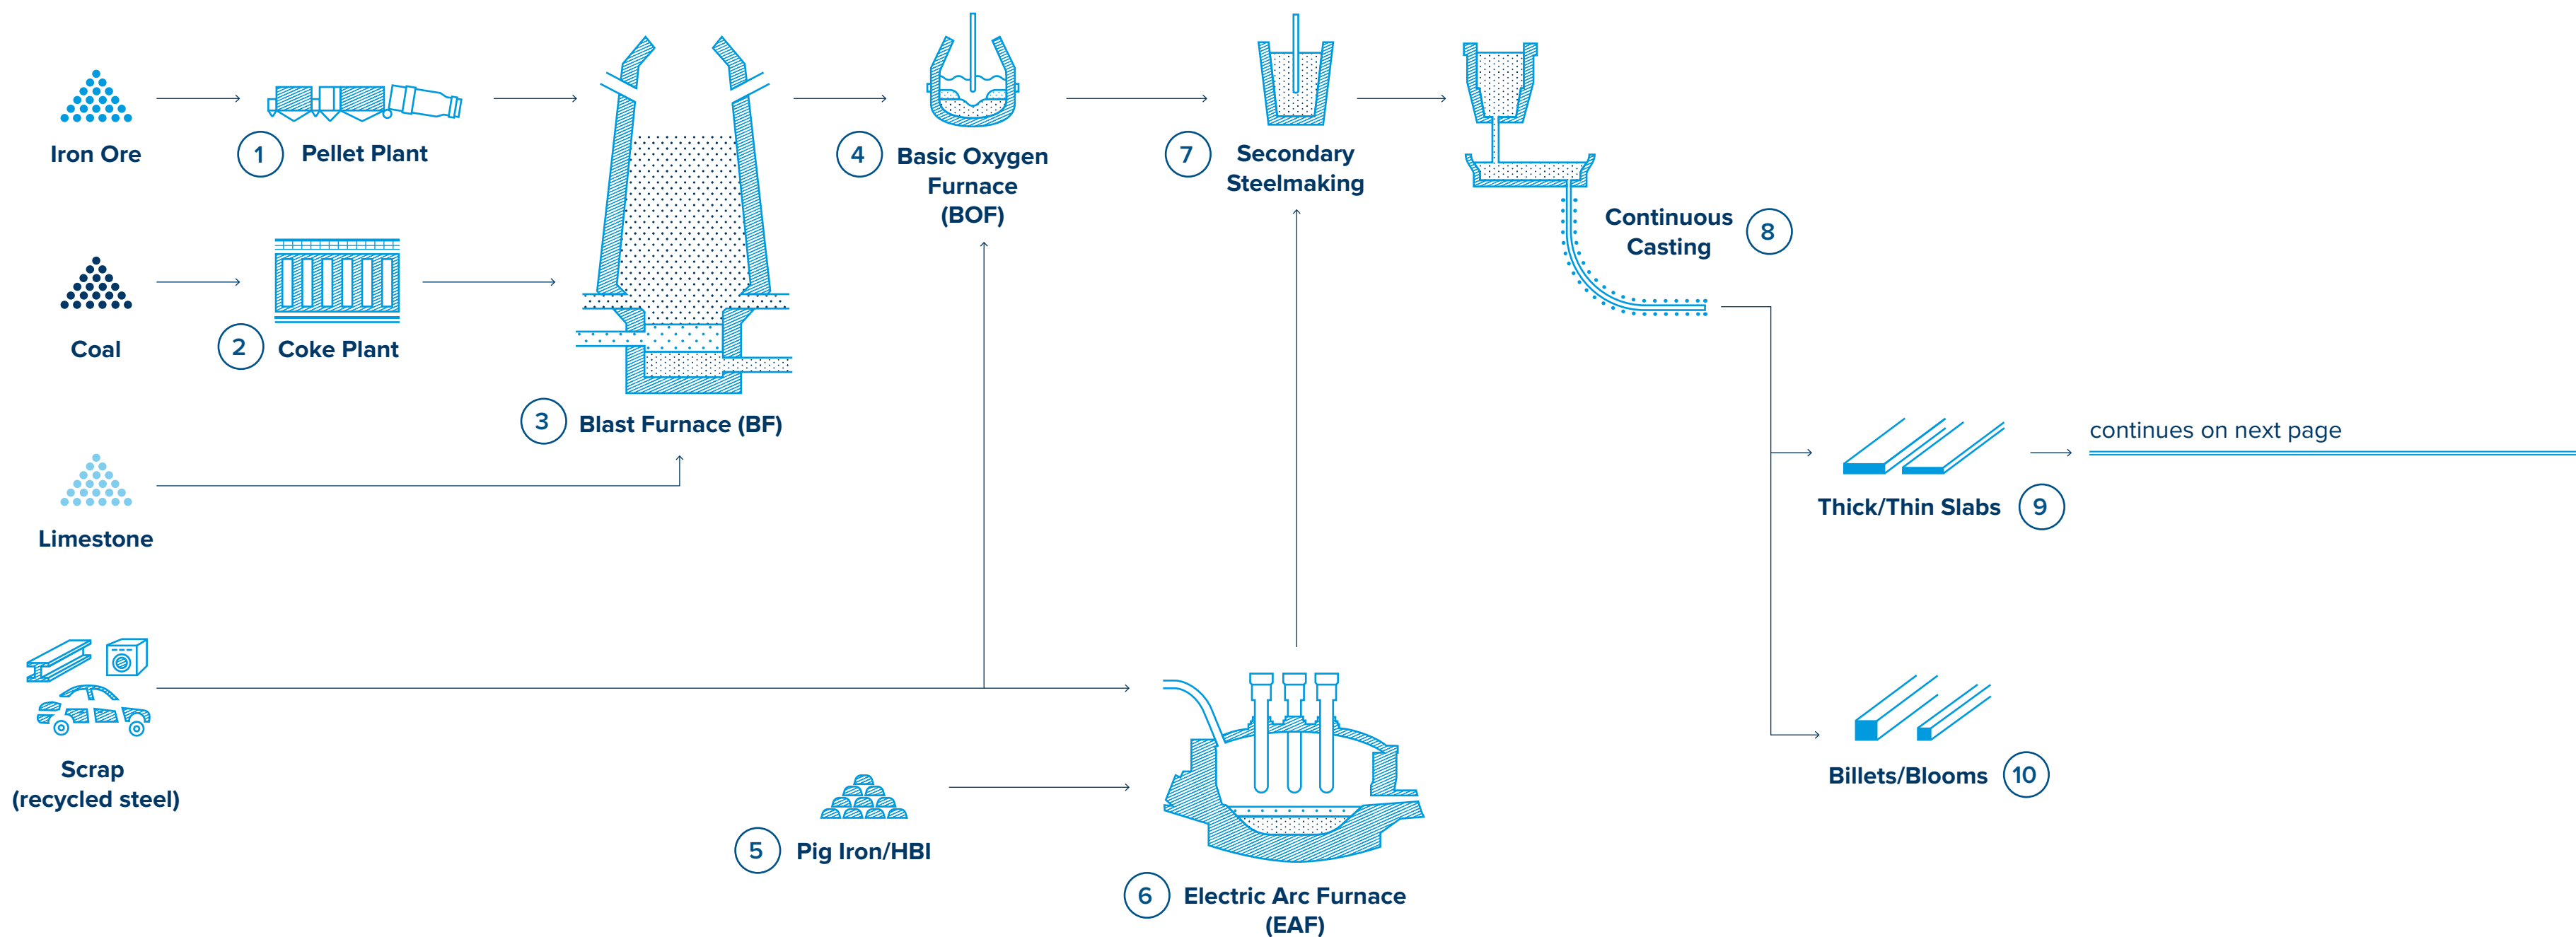 Iron Ore
1 Pellet Plant
4 Basic Oxygen
Furnace
(BOF)
7 Secondary
Steelmaking
Continuous
Casting 8
Coal
2 Coke Plant
3 Blast Furnace (BF)
Limestone
continues on next page
Thick/Thin Slabs 9
Scrap
(recycled steel)
5 Pig Iron/HBI
6 Electric Arc Furnace
(EAF)
Billets/Blooms 10